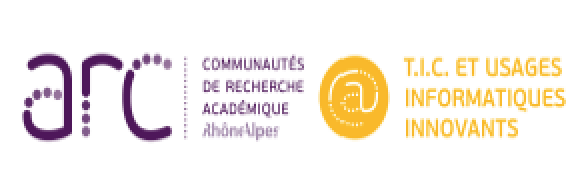 arc
COMMUNAUTÉS
DE RECHERCHE
ACADÉMIQUE
RhôneAlpes
a
T.I.C. ET USAGES
INFORMATIQUES
INNOVANTS